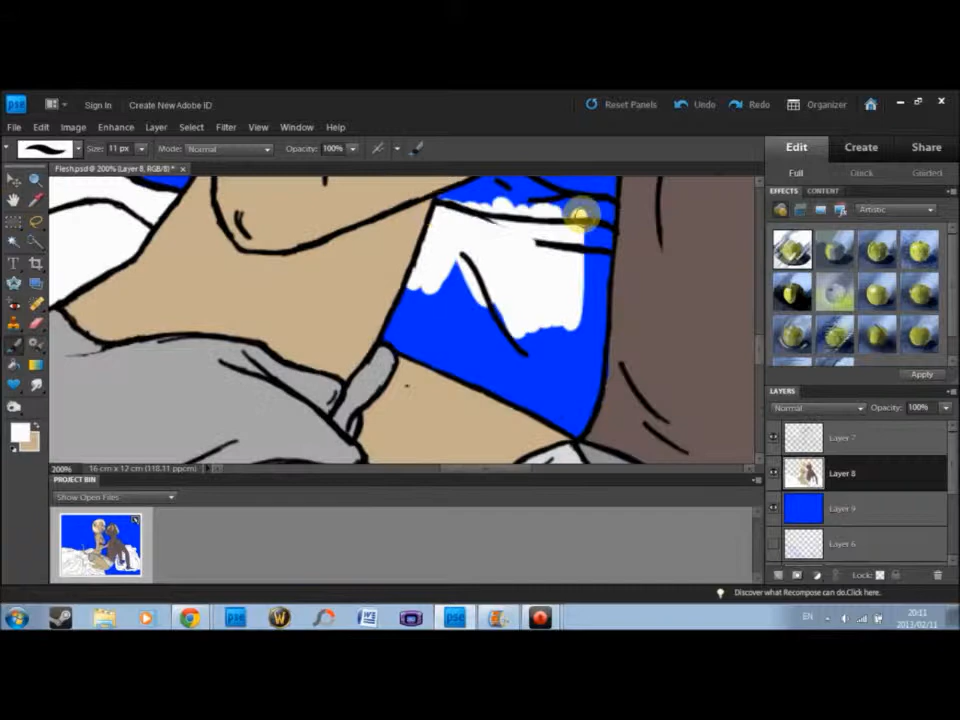 pse Sign In Create New Adobe ID Reset Panels Undo Redo Organizer
File Edit Image Enhance Layer Select Filter View Window Help
Size: 11 px Mode: Normal Opacity: 100%
Edit Create Share
Flesh.psd @ 200% (Layer 8, RGB/8) *
Full Quick Guided
EFFECTS CONTENT
Artistic
Apply
LAYERS
Normal Opacity: 100%
Layer 7
Layer 8
Layer 9
Layer 6
200% 16 cm x 12 cm (118.11 ppcm)
PROJECT BIN
Show Open Files
Lock:
Discover what Recompose can do.Click here.
pse W pse
EN 20:11
2013/02/11